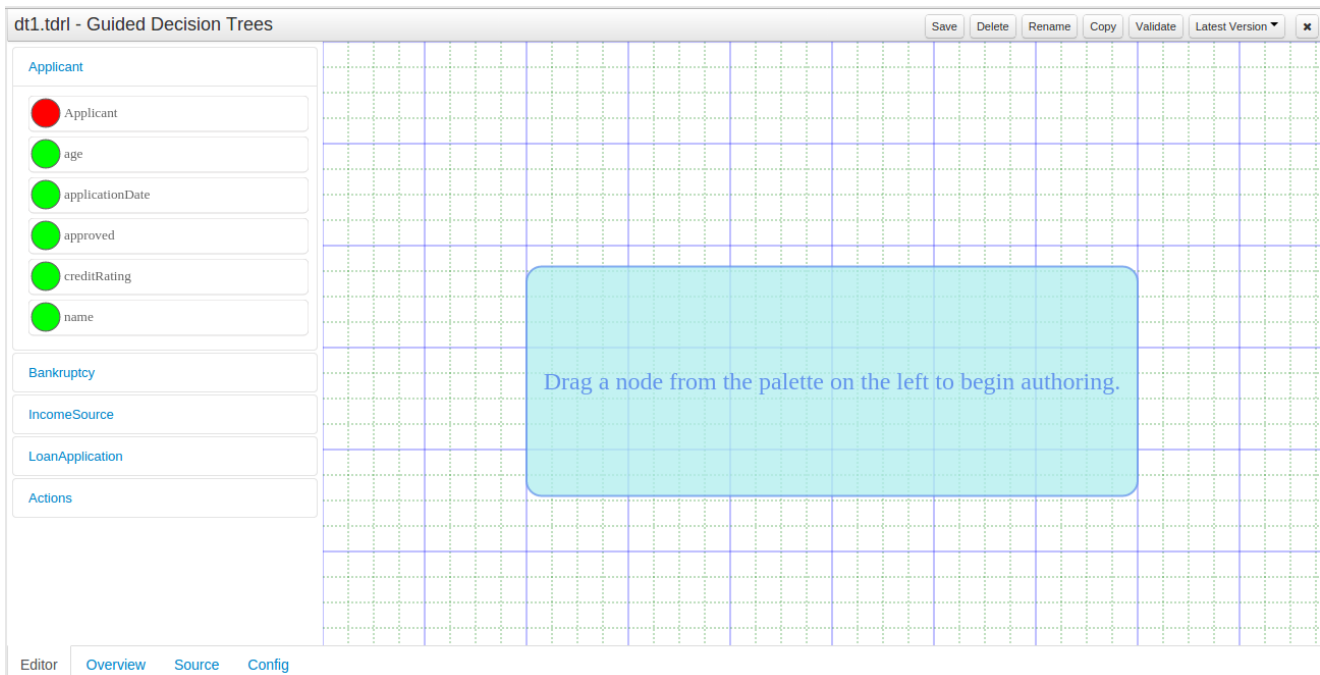 dt1.tdrl - Guided Decision Trees
Save Delete Rename Copy Validate Latest Version
Applicant
Applicant
age
applicationDate
approved
creditRating
name
Bankruptcy
IncomeSource
LoanApplication
Actions
Drag a node from the palette on the left to begin authoring.
Editor Overview Source Config